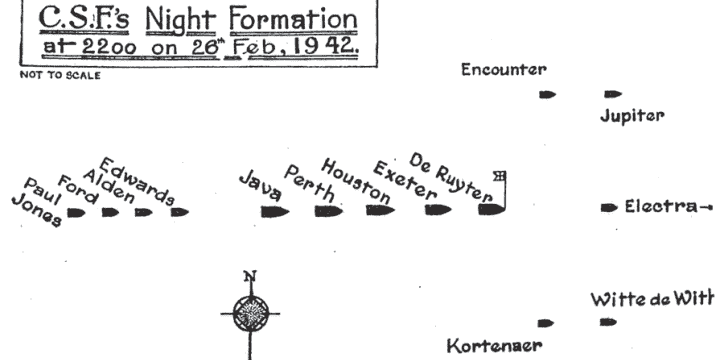 C.S.F.'s Night Formation
at 2200 on 26th Feb, 1942.
NOT TO SCALE
Encounter
Jupiter
Paul
Jones
Ford
Alden
Edwards
Java
Perth
Houston
Exeter
De Ruyter
Electra
N
Witte de With
Kortenaer